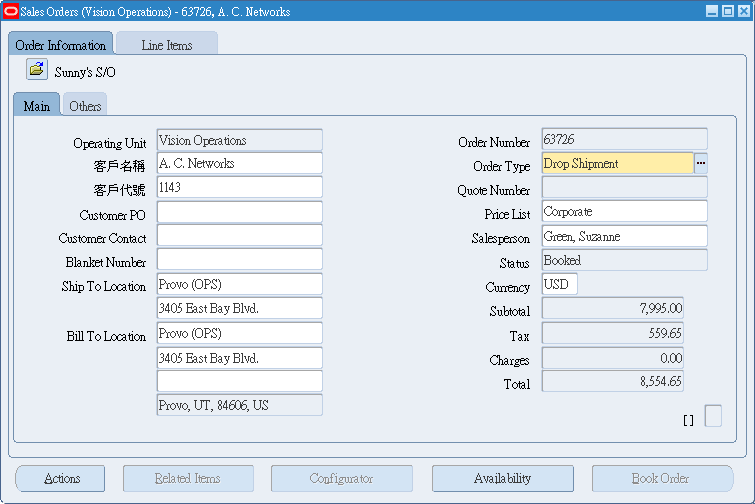 Sales Orders (Vision Operations) - 63726, A. C. Networks
Order Information
Line Items
Sunny's S/O
Main
Others
Operating Unit
Vision Operations
客戶名稱
A. C. Networks
客戶代號
1143
Customer PO
Customer Contact
Blanket Number
Ship To Location
Provo (OPS)
3405 East Bay Blvd.
Bill To Location
Provo (OPS)
3405 East Bay Blvd.
Provo, UT, 84606, US
Order Number
63726
Order Type
Drop Shipment
...
Quote Number
Price List
Corporate
Salesperson
Green, Suzanne
Status
Booked
Currency
USD
Subtotal
7,995.00
Tax
559.65
Charges
0.00
Total
8,554.65
[ ]
Actions
Related Items
Configurator
Availability
Book Order